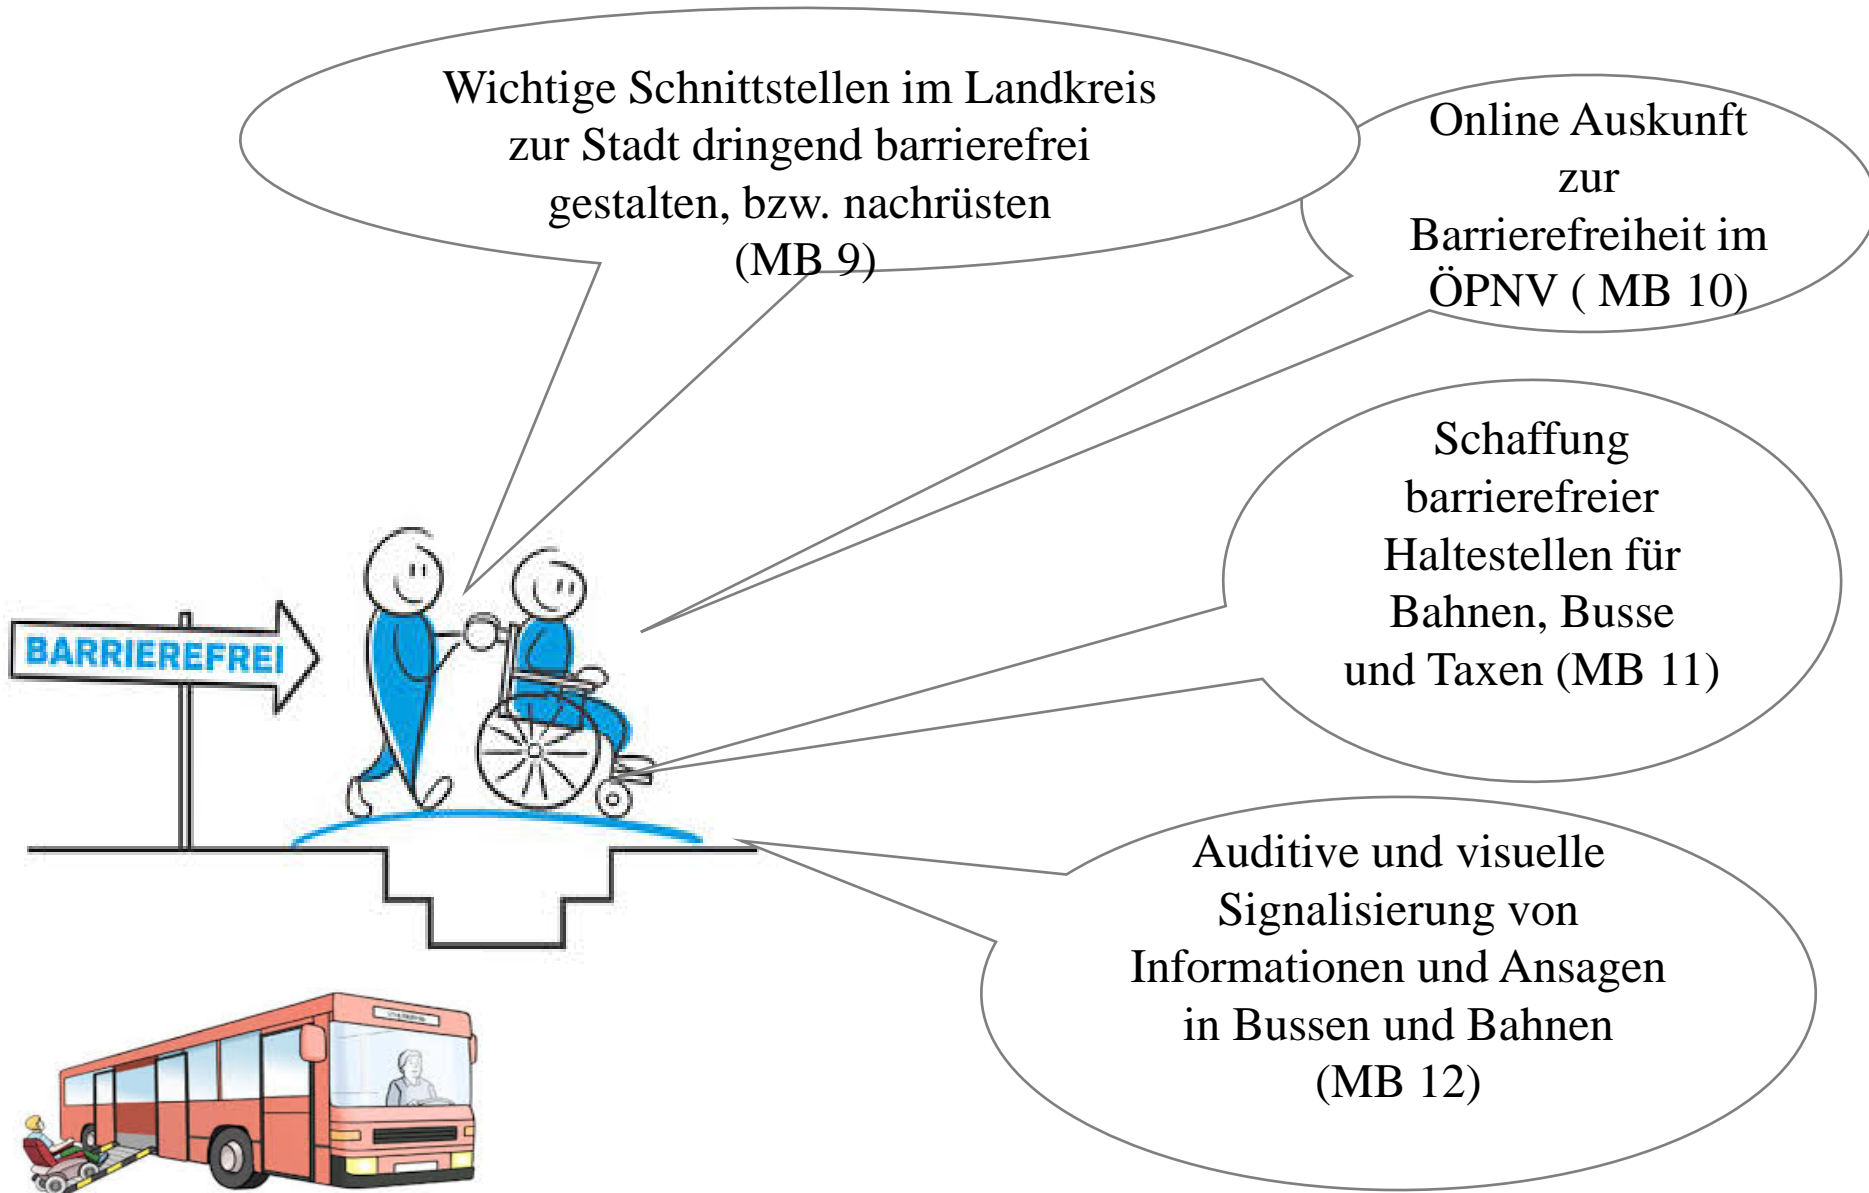 Wichtige Schnittstellen im Landkreis
zur Stadt dringend barrierefrei
gestalten, bzw. nachrüsten
(MB 9)
Online Auskunft
zur
Barrierefreiheit im
ÖPNV ( MB 10)
Schaffung
barrierefreier
Haltestellen für
Bahnen, Busse
und Taxen (MB 11)
BARRIEREFREI
Auditive und visuelle
Signalisierung von
Informationen und Ansagen
in Bussen und Bahnen
(MB 12)